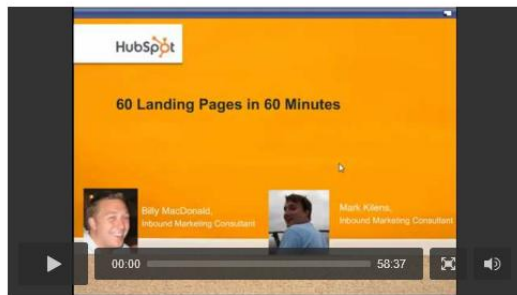 HubSpot
60 Landing Pages in 60 Minutes
Billy MacDonald,
Inbound Marketing Consultant
Mark Kilens,
Inbound Marketing Consultant
00:00
58:37